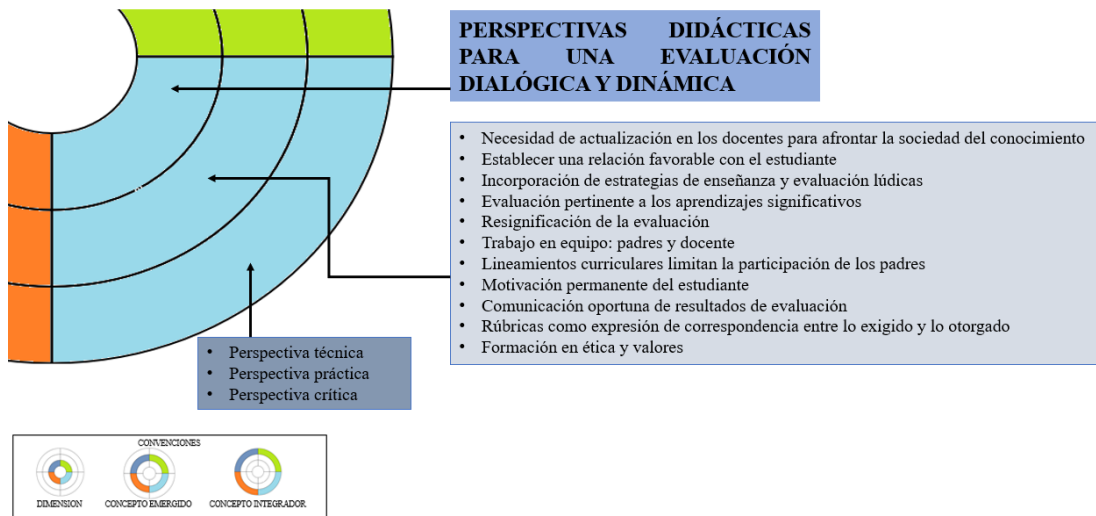 PERSPECTIVAS DIDÁCTICAS
PARA UNA EVALUACIÓN
DIALÓGICA Y DINÁMICA
• Necesidad de actualización en los docentes para afrontar la sociedad del conocimiento
• Establecer una relación favorable con el estudiante
• Incorporación de estrategias de enseñanza y evaluación lúdicas
• Evaluación pertinente a los aprendizajes significativos
• Resignificación de la evaluación
• Trabajo en equipo: padres y docente
• Lineamientos curriculares limitan la participación de los padres
• Motivación permanente del estudiante
• Comunicación oportuna de resultados de evaluación
• Rúbricas como expresión de correspondencia entre lo exigido y lo otorgado
• Formación en ética y valores
• Perspectiva técnica
• Perspectiva práctica
• Perspectiva crítica
CONVENCIONES
DIMENSION
CONCEPTO EMERGIDO
CONCEPTO INTEGRADOR